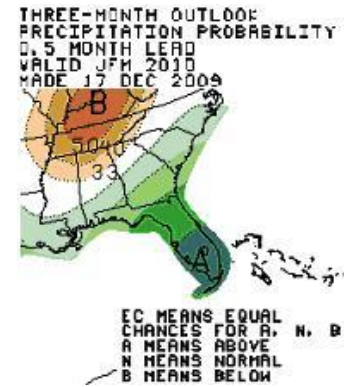 THREE-MONTH OUTLOOK
PRECIPITATION PROBABILITY
0.5 MONTH LEAD
VALID JFM 2010
MADE 17 DEC 2009
B
50 40
33
A
EC MEANS EQUAL
CHANCES FOR A, N, B
A MEANS ABOVE
N MEANS NORMAL
B MEANS BELOW